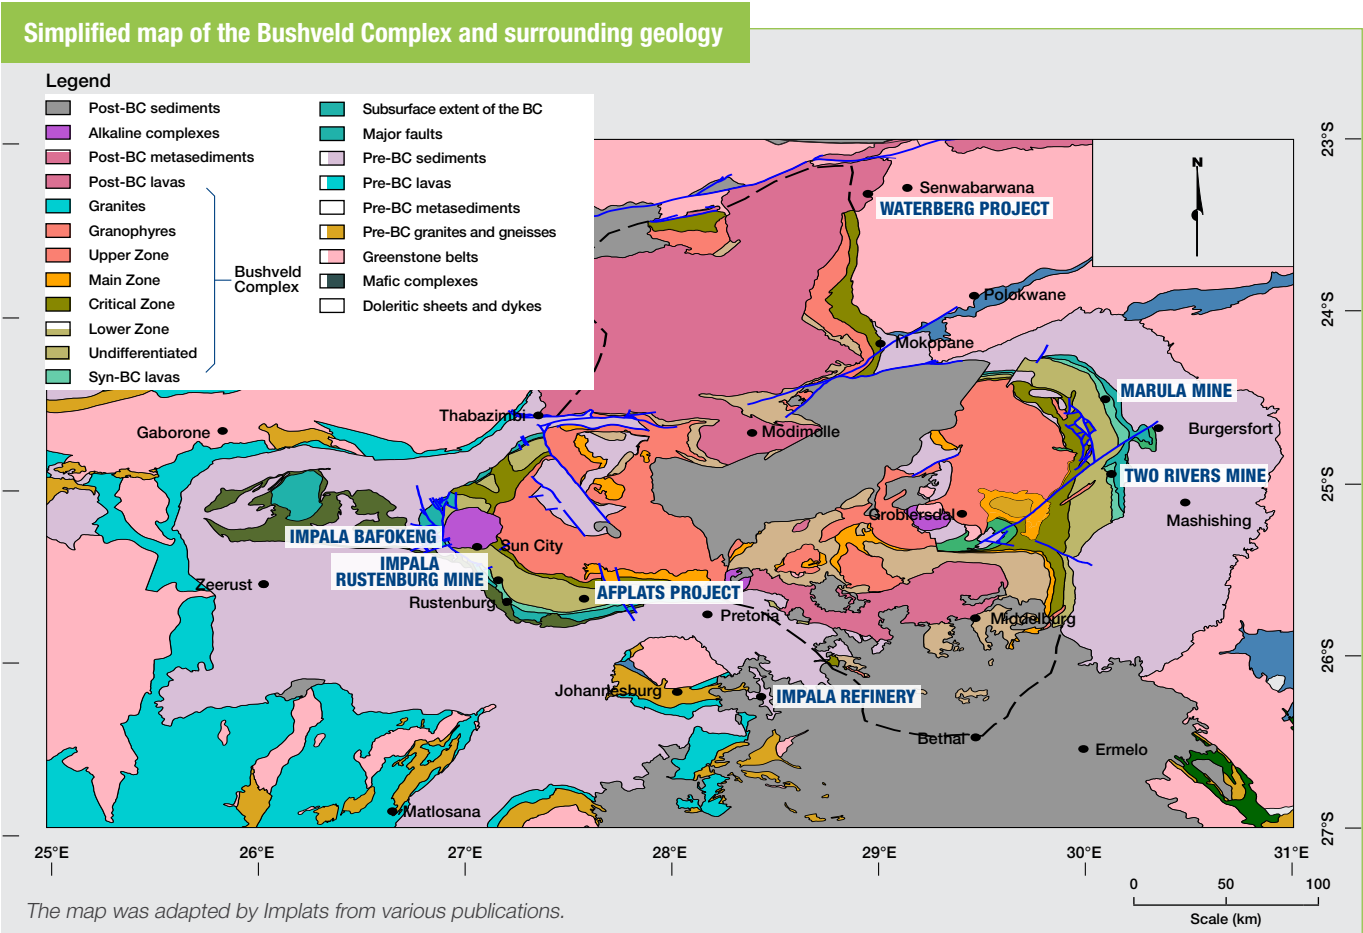 Simplified map of the Bushveld Complex and surrounding geology
Legend
Post-BC sediments
Alkaline complexes
Post-BC metasediments
Post-BC lavas
Granites
Granophyres
Upper Zone
Main Zone
Critical Zone
Lower Zone
Undifferentiated
Syn-BC lavas
Bushveld
Complex
Subsurface extent of the BC
Major faults
Pre-BC sediments
Pre-BC lavas
Pre-BC metasediments
Pre-BC granites and gneisses
Greenstone belts
Mafic complexes
Doleritic sheets and dykes
N
23°S
Senwabarwana
WATERBERG PROJECT
Polokwane
24°S
Mokopane
MARULA MINE
Thabazimbi
Gaborone
Modimolle
Burgersfort
TWO RIVERS MINE
25°S
Groblersdal
Mashishing
IMPALA BAFOKENG
Sun City
IMPALA
RUSTENBURG MINE
Zeerust
AFPLATS PROJECT
Rustenburg
Pretoria
Middelburg
26°S
Johannesburg
IMPALA REFINERY
Bethal
Ermelo
Matlosana
27°S
25°E
26°E
27°E
28°E
29°E
30°E
31°E
0
50
100
Scale (km)
The map was adapted by Implats from various publications.